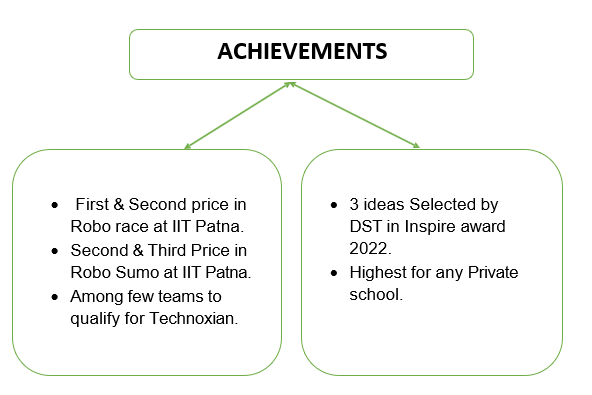 ACHIEVEMENTS
• First & Second price in
Robo race at IIT Patna.
• Second & Third Price in
Robo Sumo at IIT Patna.
• Among few teams to
qualify for Technoxian.
• 3 ideas Selected by
DST in Inspire award
2022.
• Highest for any Private
school.